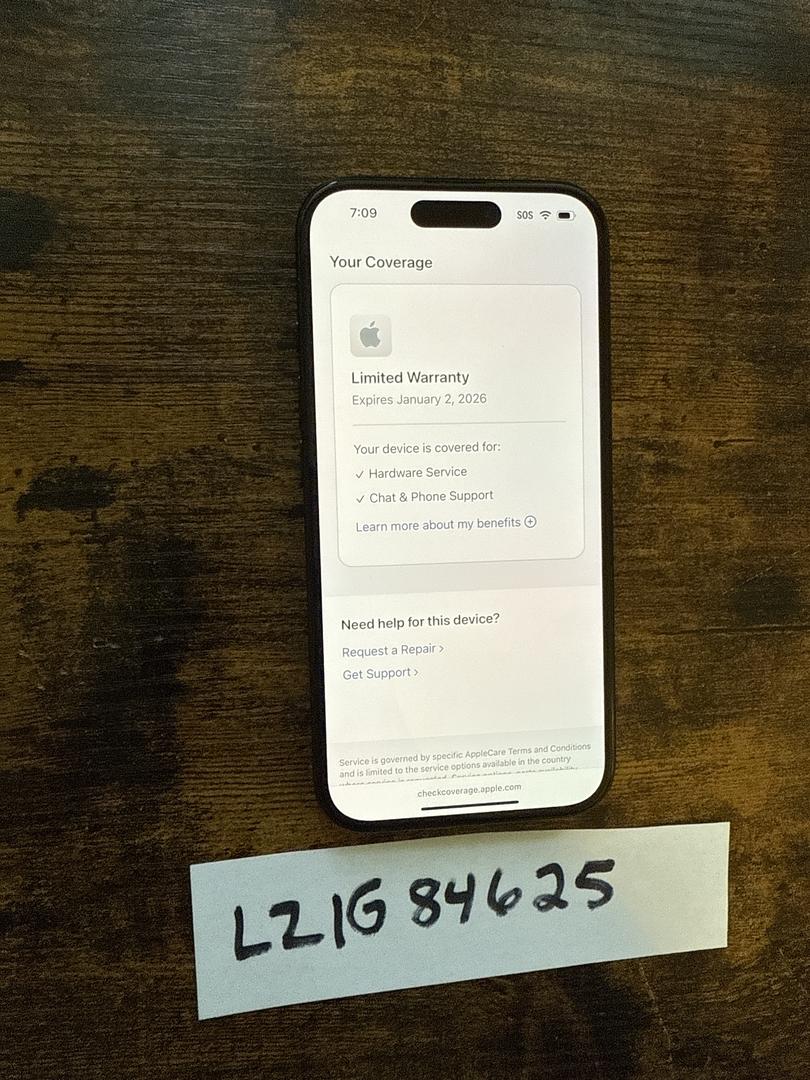 7:09
SOS
Your Coverage
Limited Warranty
Expires January 2, 2026
Your device is covered for:
✓ Hardware Service
✓ Chat & Phone Support
Learn more about my benefits
Need help for this device?
Request a Repair >
Get Support >
Service is governed by specific AppleCare Terms and Conditions
and is limited to the service options available in the country
checkcoverage.apple.com
LZ1G 84625